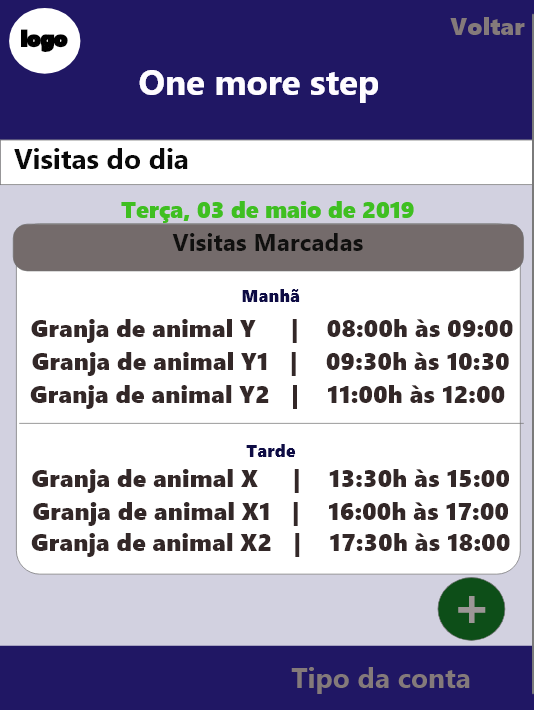 logo
Voltar
One more step
Visitas do dia
Terça, 03 de maio de 2019
Visitas Marcadas
Manhã
Granja de animal Y | 08:00h às 09:00
Granja de animal Y1 | 09:30h às 10:30
Granja de animal Y2 | 11:00h às 12:00
Tarde
Granja de animal X | 13:30h às 15:00
Granja de animal X1 | 16:00h às 17:00
Granja de animal X2 | 17:30h às 18:00
+
Tipo da conta